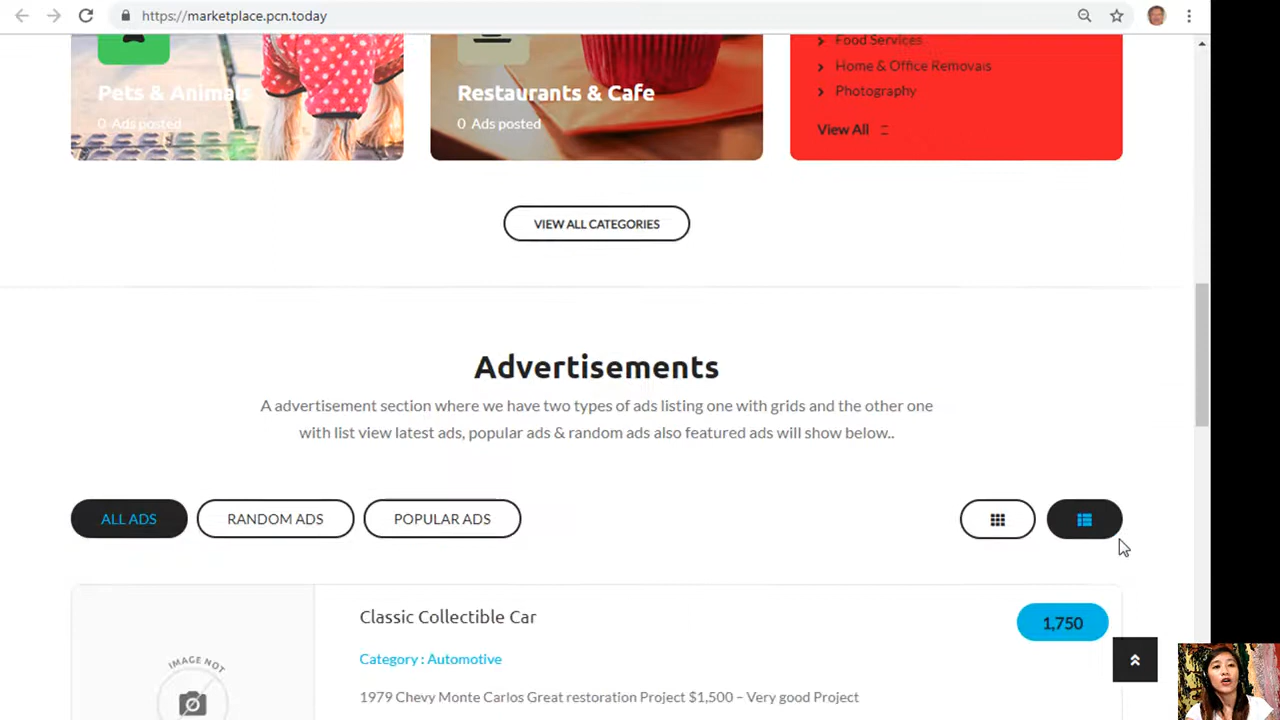 https://marketplace.pcn.today
Food Services
Home & Office Removals
Photography
View All
Pets & Animals
0 Ads posted
Restaurants & Cafe
0 Ads posted
VIEW ALL CATEGORIES
Advertisements
A advertisement section where we have two types of ads listing one with grids and the other one
with list view latest ads, popular ads & random ads also featured ads will show below..
ALL ADS
RANDOM ADS
POPULAR ADS
IMAGE NOT
Classic Collectible Car
1,750
Category : Automotive
1979 Chevy Monte Carlos Great restoration Project $1,500 – Very good Project